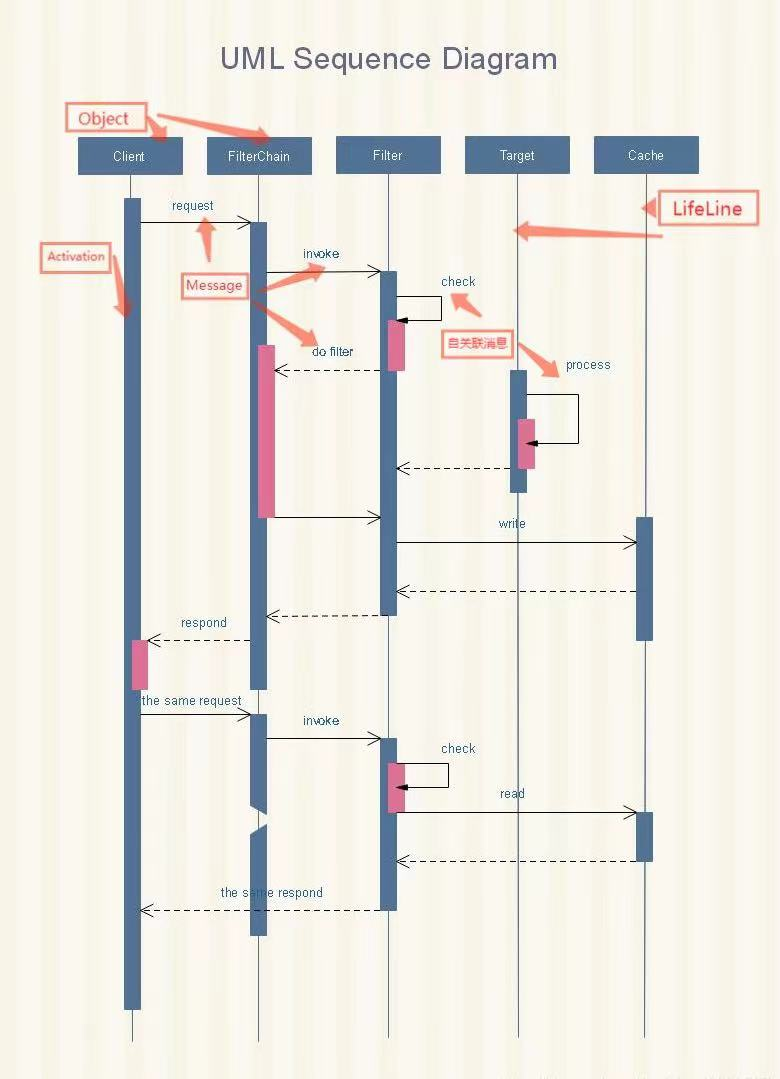 UML Sequence Diagram
Object
Client
FilterChain
Filter
Target
Cache
request
LifeLine
Activation
invoke
Message
check
自关联消息
do filter
process
write
respond
the same request
invoke
check
read
the same respond